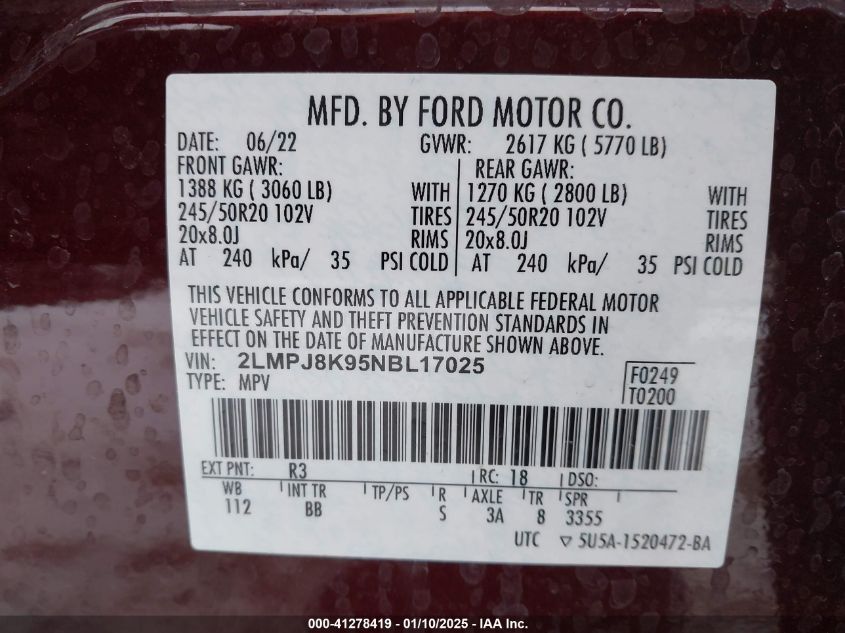 MFD. BY FORD MOTOR CO.
DATE: 06/22 GVWR: 2617 KG ( 5770 LB)
FRONT GAWR: REAR GAWR:
1388 KG ( 3060 LB) WITH 1270 KG ( 2800 LB) WITH
245/50R20 102V TIRES 245/50R20 102V TIRES
20x8.0J RIMS 20x8.0J RIMS
AT 240 kPa/ 35 PSI COLD AT 240 kPa/ 35 PSI COLD
THIS VEHICLE CONFORMS TO ALL APPLICABLE FEDERAL MOTOR
VEHICLE SAFETY AND THEFT PREVENTION STANDARDS IN
EFFECT ON THE DATE OF MANUFACTURE SHOWN ABOVE.
VIN: 2LMPJ8K95NBL17025
TYPE: MPV
F0249
T0200
EXT PNT: R3 RC: 18 DSO:
WB INT TR TP/PS R AXLE TR SPR
112 BB S 3A 8 3355
UTC ▽ 5U5A-1520472-BA
000-41278419 - 01/10/2025 - IAA Inc.